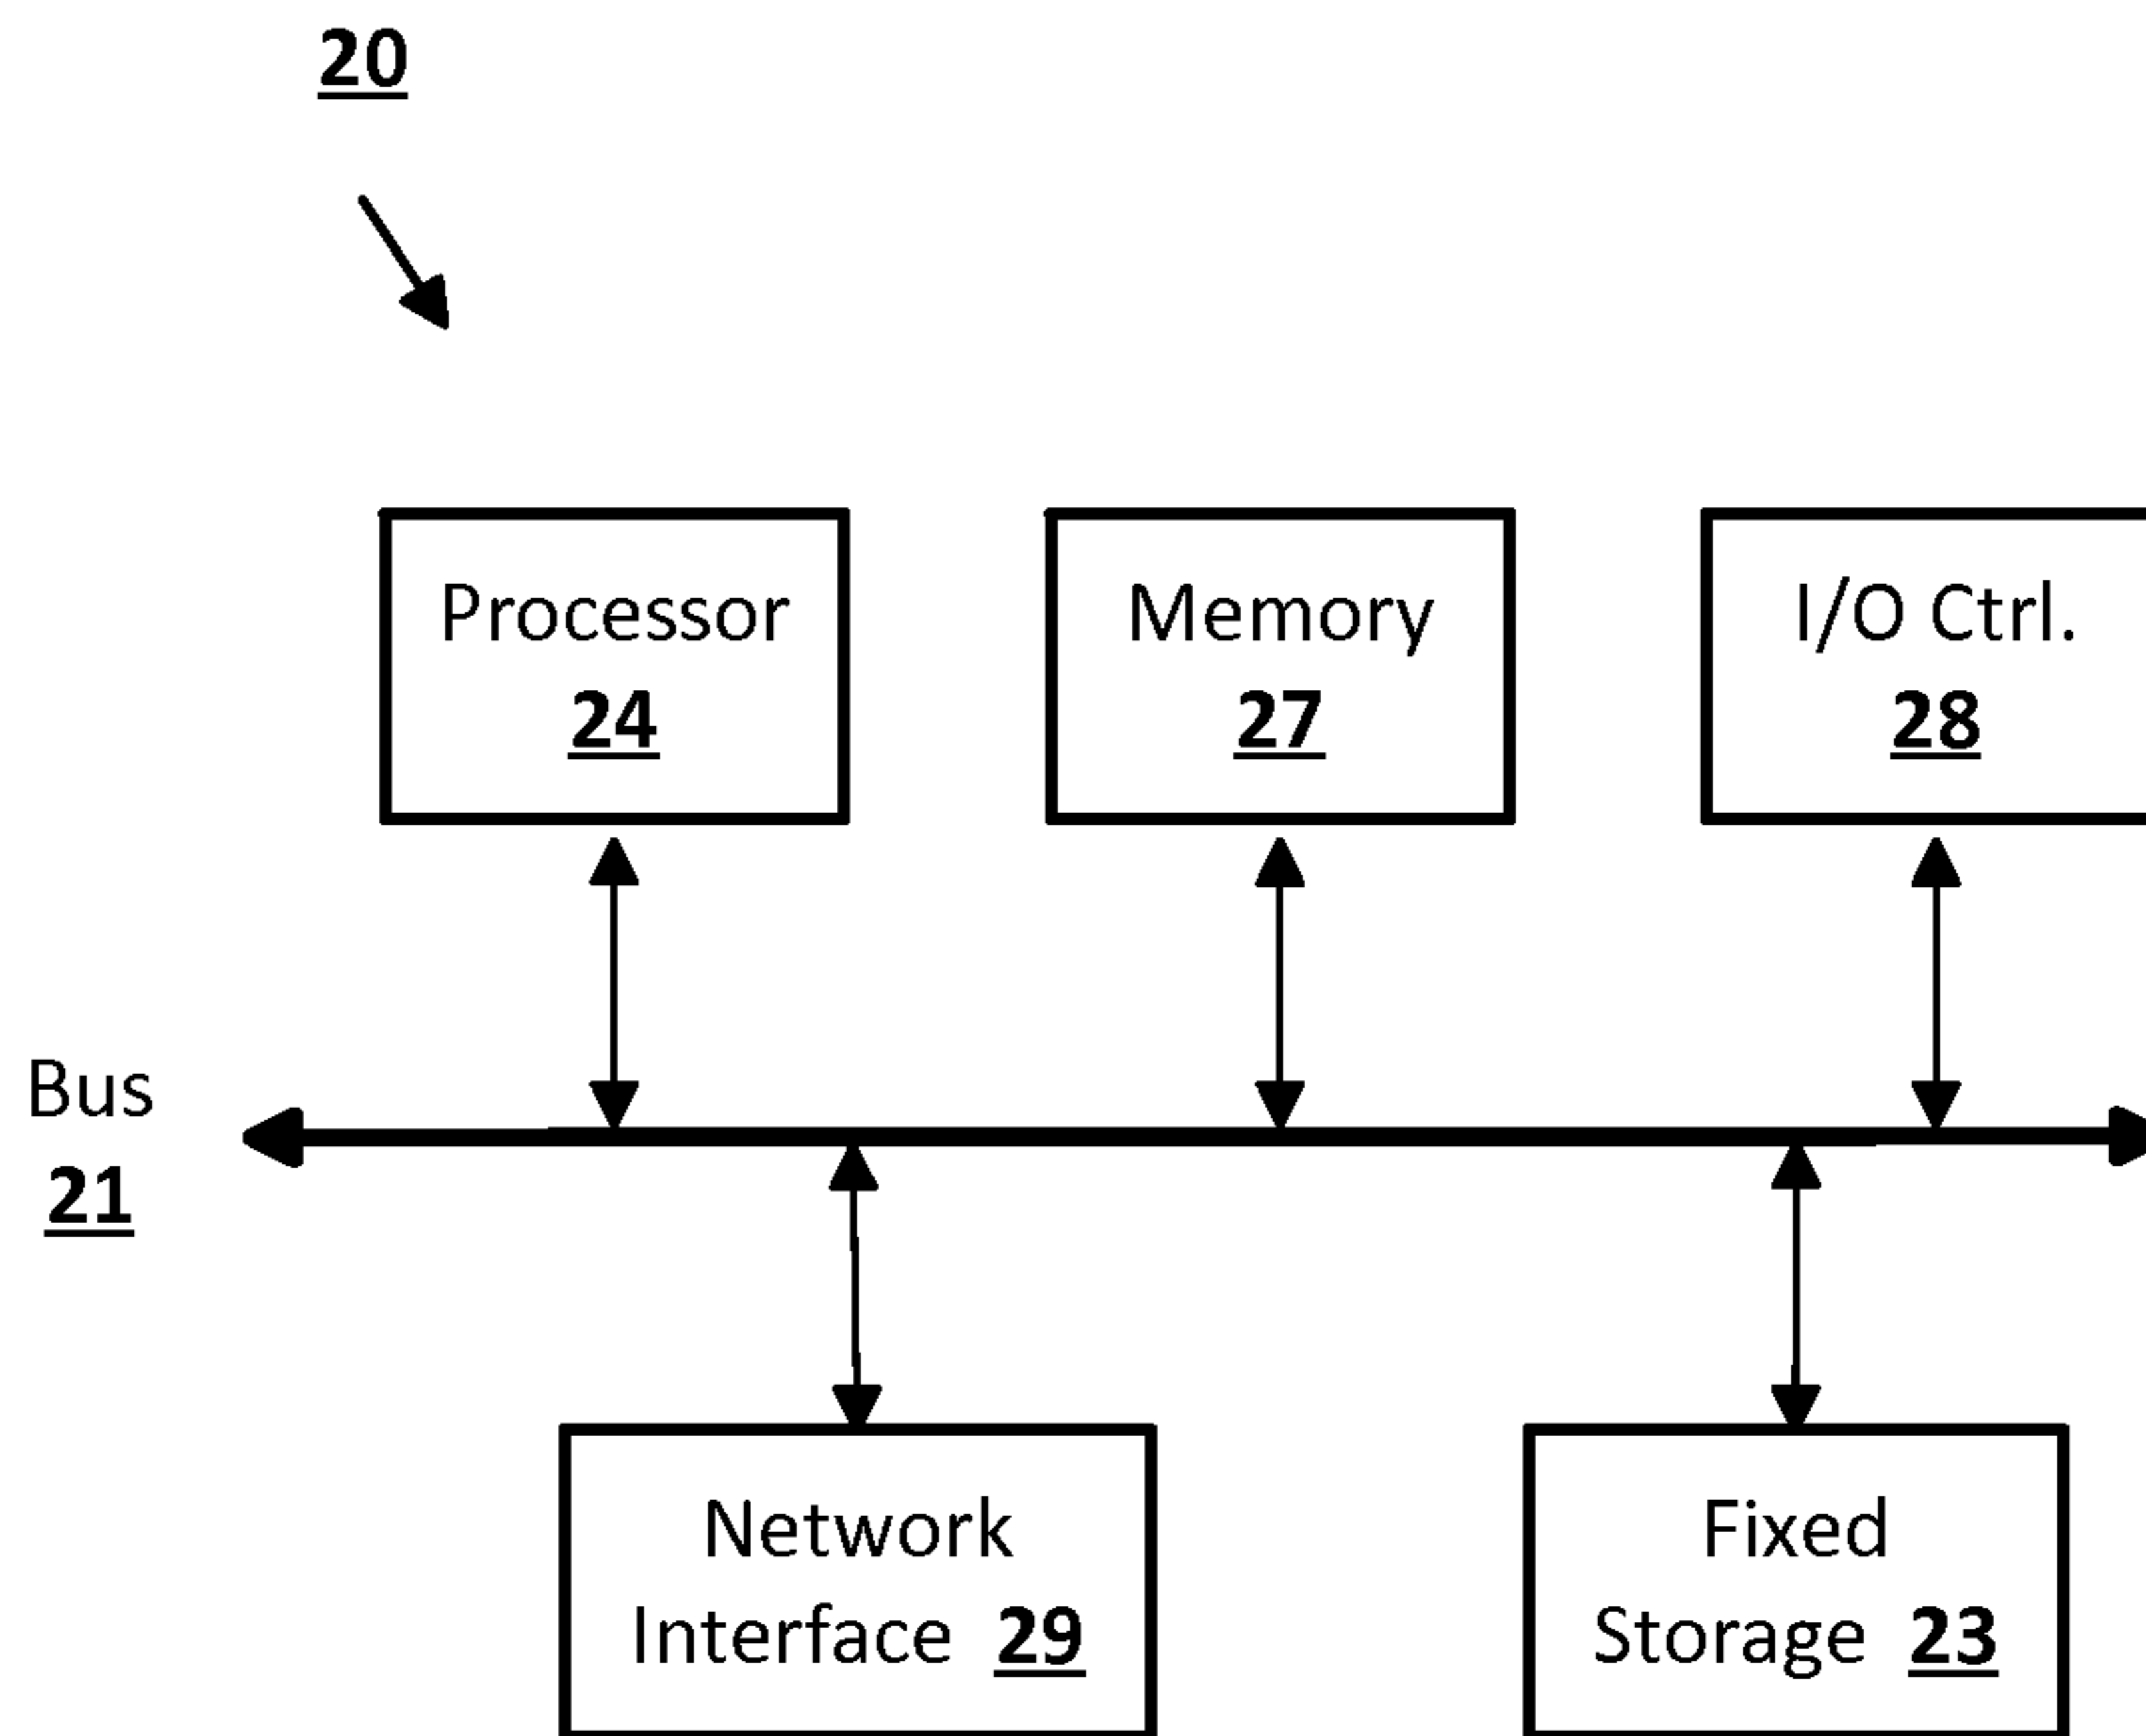 20
Processor
24
Memory
27
I/O Ctrl.
28
Bus
21
Network
Interface 29
Fixed
Storage 23